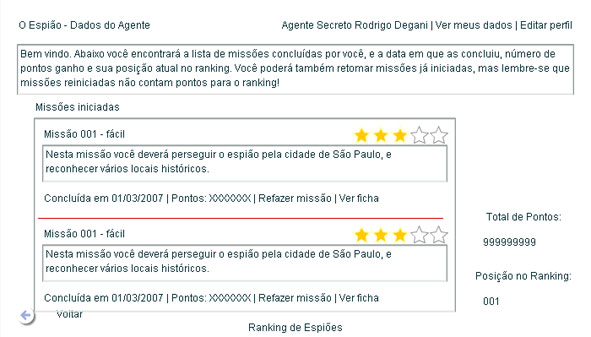 O Espião - Dados do Agente
Agente Secreto Rodrigo Degani | Ver meus dados | Editar perfil
Bem vindo. Abaixo você encontrará a lista de missões concluídas por você, e a data em que as concluiu, número de
pontos ganho e sua posição atual no ranking. Você poderá também retomar missões já iniciadas, mas lembre-se que
missões reiniciadas não contam pontos para o ranking!
Missões iniciadas
Missão 001 - fácil
Nesta missão você deverá perseguir o espião pela cidade de São Paulo, e
reconhecer vários locais históricos.
Concluída em 01/03/2007 | Pontos: XXXXXXX | Refazer missão | Ver ficha
Missão 001 - fácil
Nesta missão você deverá perseguir o espião pela cidade de São Paulo, e
reconhecer vários locais históricos.
Concluída em 01/03/2007 | Pontos: XXXXXXX | Refazer missão | Ver ficha
Total de Pontos:
999999999
Posição no Ranking:
001
Voltar
Ranking de Espiões